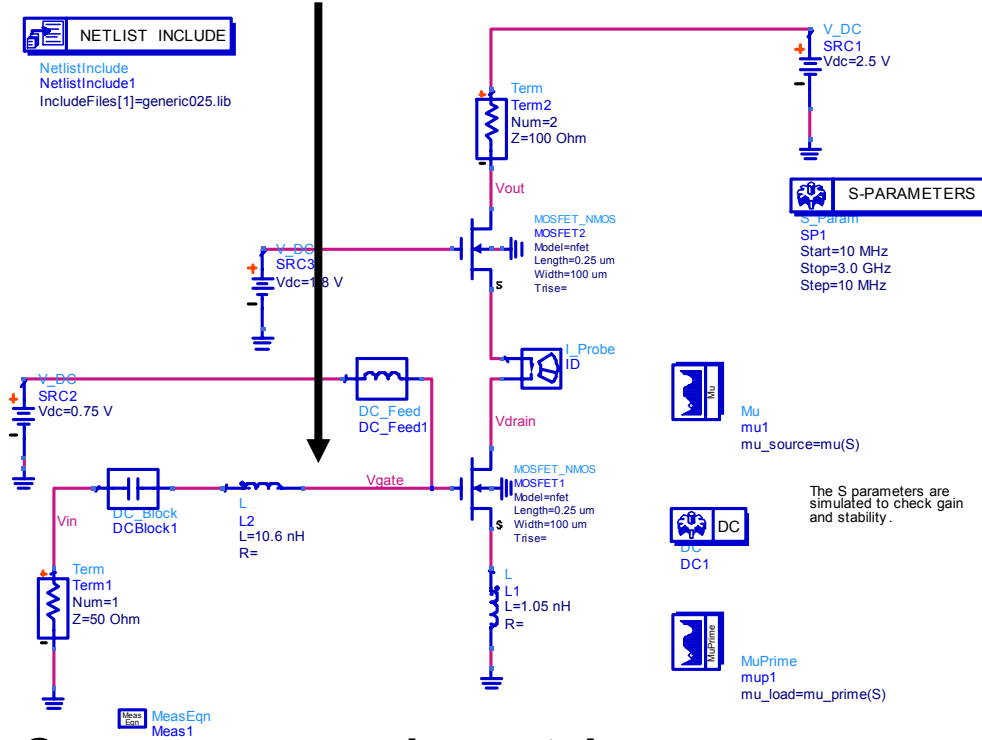 NETLIST INCLUDE
NetlistInclude
NetlistInclude1
IncludeFiles[1]=generic025.lib
V_DC
SRC1
Vdc=2.5 V
Term
Term2
Num=2
Z=100 Ohm
Vout
S-PARAMETERS
S_Param
SP1
Start=10 MHz
Stop=3.0 GHz
Step=10 MHz
MOSFET_NMOS
MOSFET2
Model=nfet
Length=0.25 um
Width=100 um
Trise=
S
V_DC
SRC3
Vdc=1.8 V
I_Probe
ID
V_DC
SRC2
Vdc=0.75 V
DC_Feed
DC_Feed1
Vdrain
Mu
Mu
mu1
mu_source=mu(S)
Vgate
MOSFET_NMOS
MOSFET1
Model=nfet
Length=0.25 um
Width=100 um
Trise=
S
The S parameters are
simulated to check gain
and stability.
Vin
DC_Block
DCBlock1
L
L2
L=10.6 nH
R=
DC
DC
DC1
Term
Term1
Num=1
Z=50 Ohm
L
L1
L=1.05 nH
R=
MuPrime
MuPrime
mup1
mu_load=mu_prime(S)
Meas
Eqn
MeasEqn
Meas1